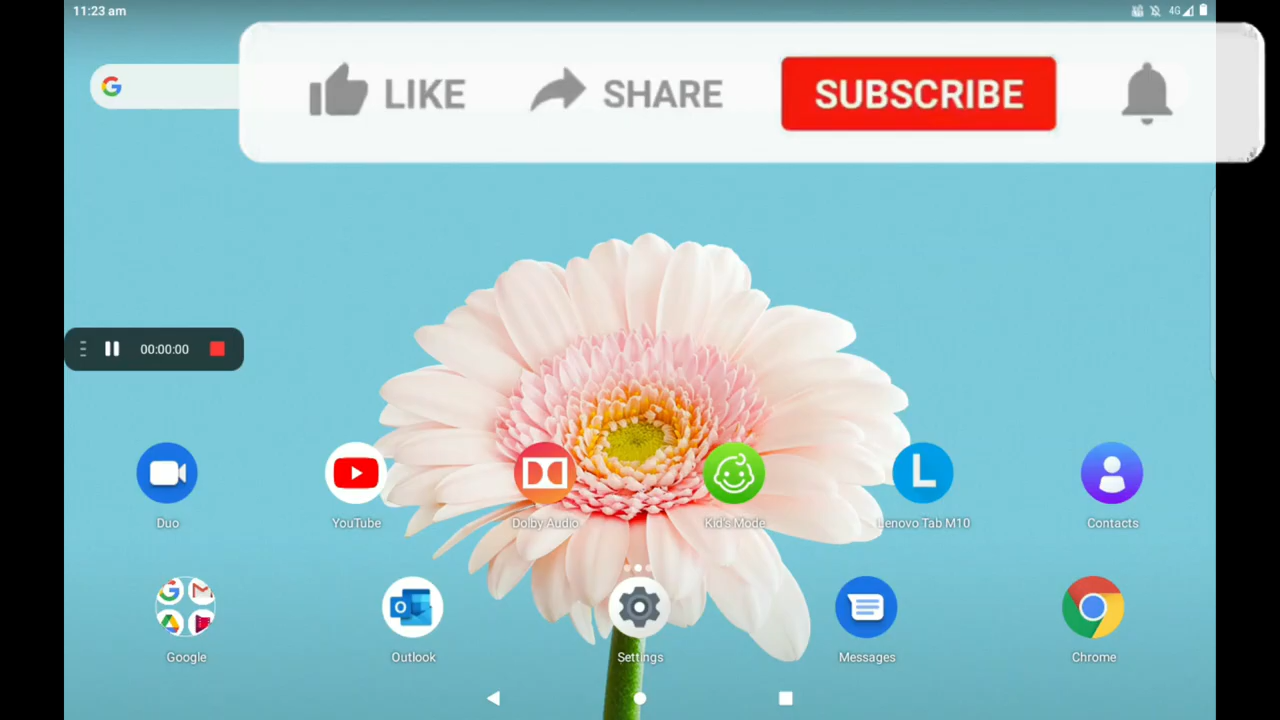 11:23 am
4G
LIKE
SHARE
SUBSCRIBE
00:00:00
Duo
YouTube
Dolby Audio
Kid's Mode
L
Lenovo Tab M10
Contacts
Google
Outlook
Settings
Messages
Chrome